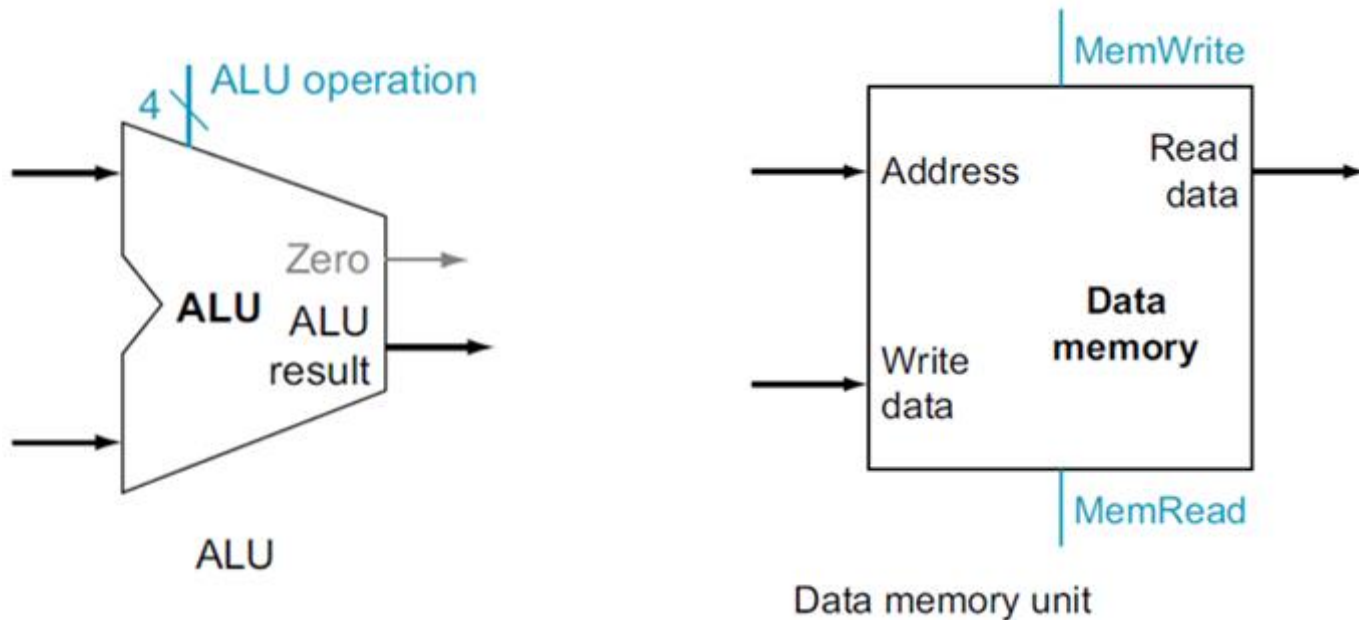 4
ALU operation
Zero
ALU
ALU
result
ALU
MemWrite
Address
Read
data
Data
memory
Write
data
MemRead
Data memory unit